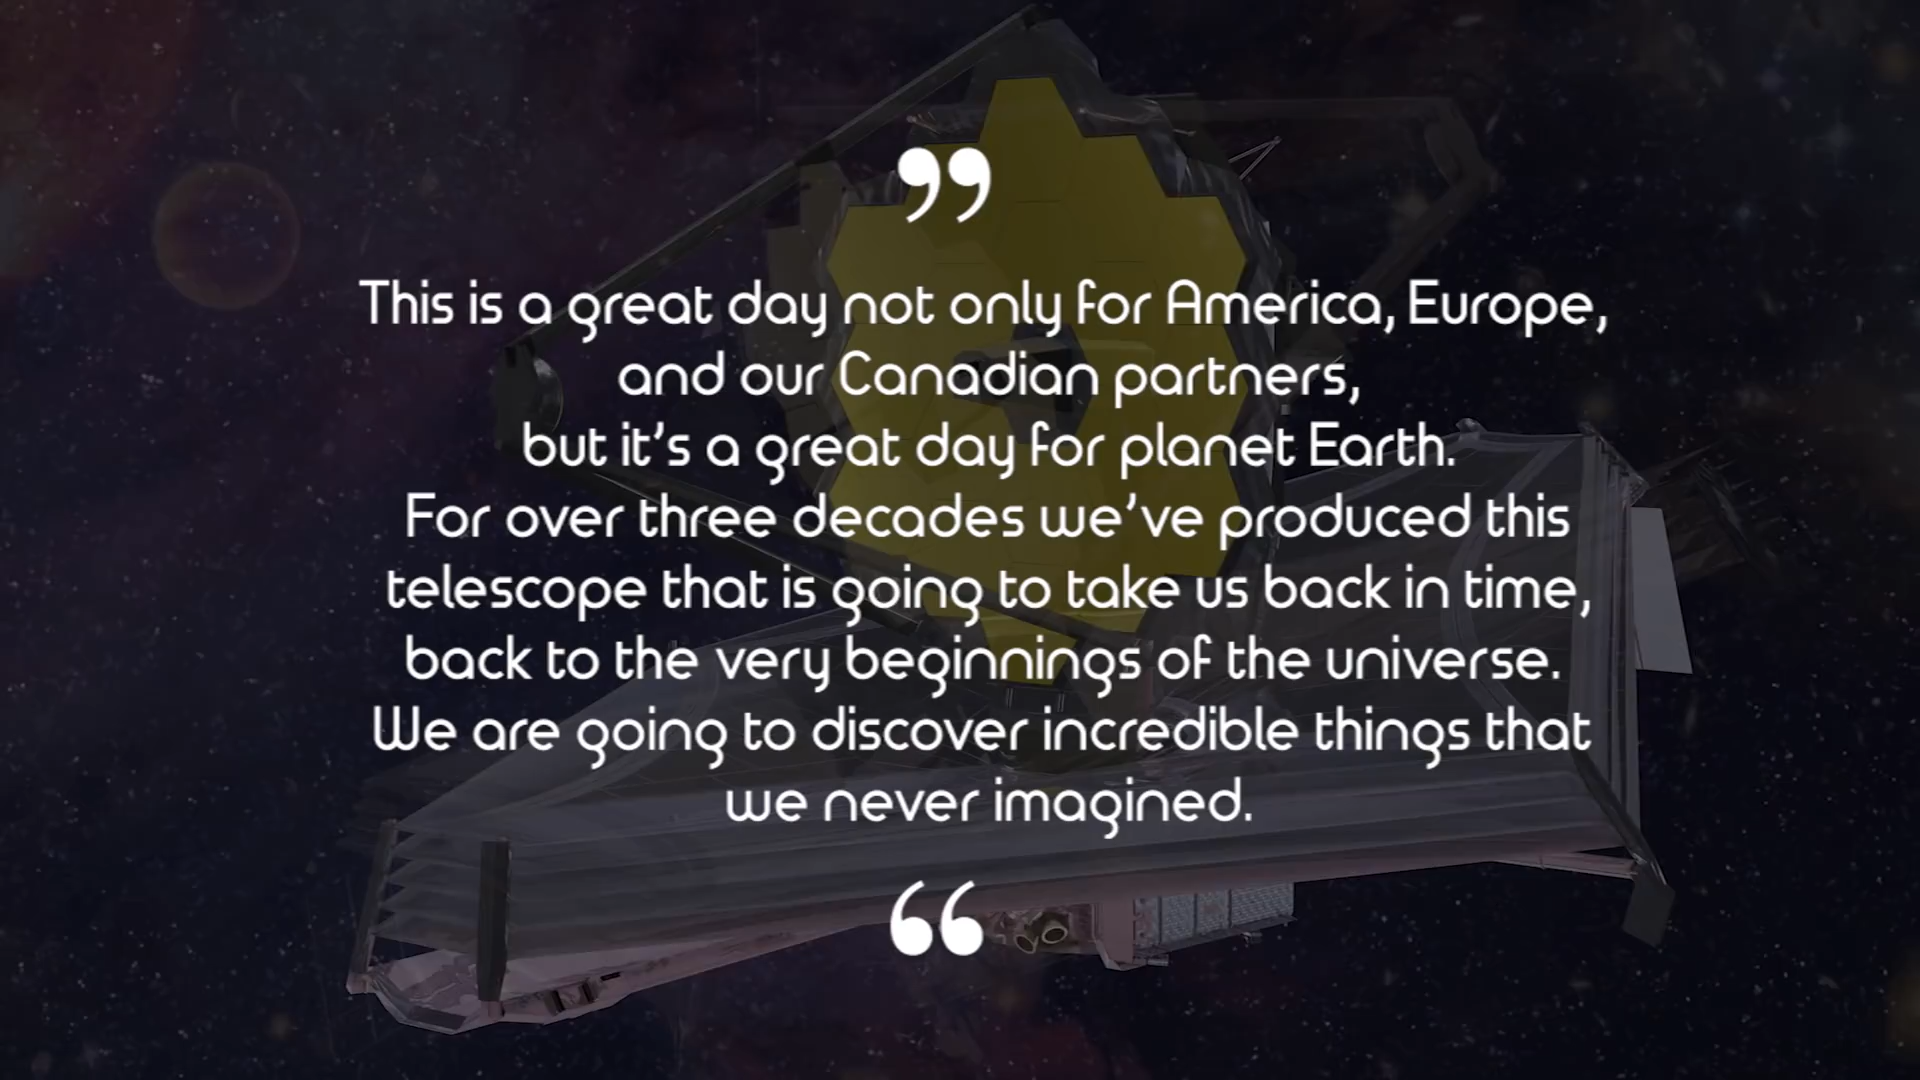 ”
This is a great day not only for America, Europe,
and our Canadian partners,
but it’s a great day for planet Earth.
For over three decades we’ve produced this
telescope that is going to take us back in time,
back to the very beginnings of the universe.
We are going to discover incredible things that
we never imagined.
“